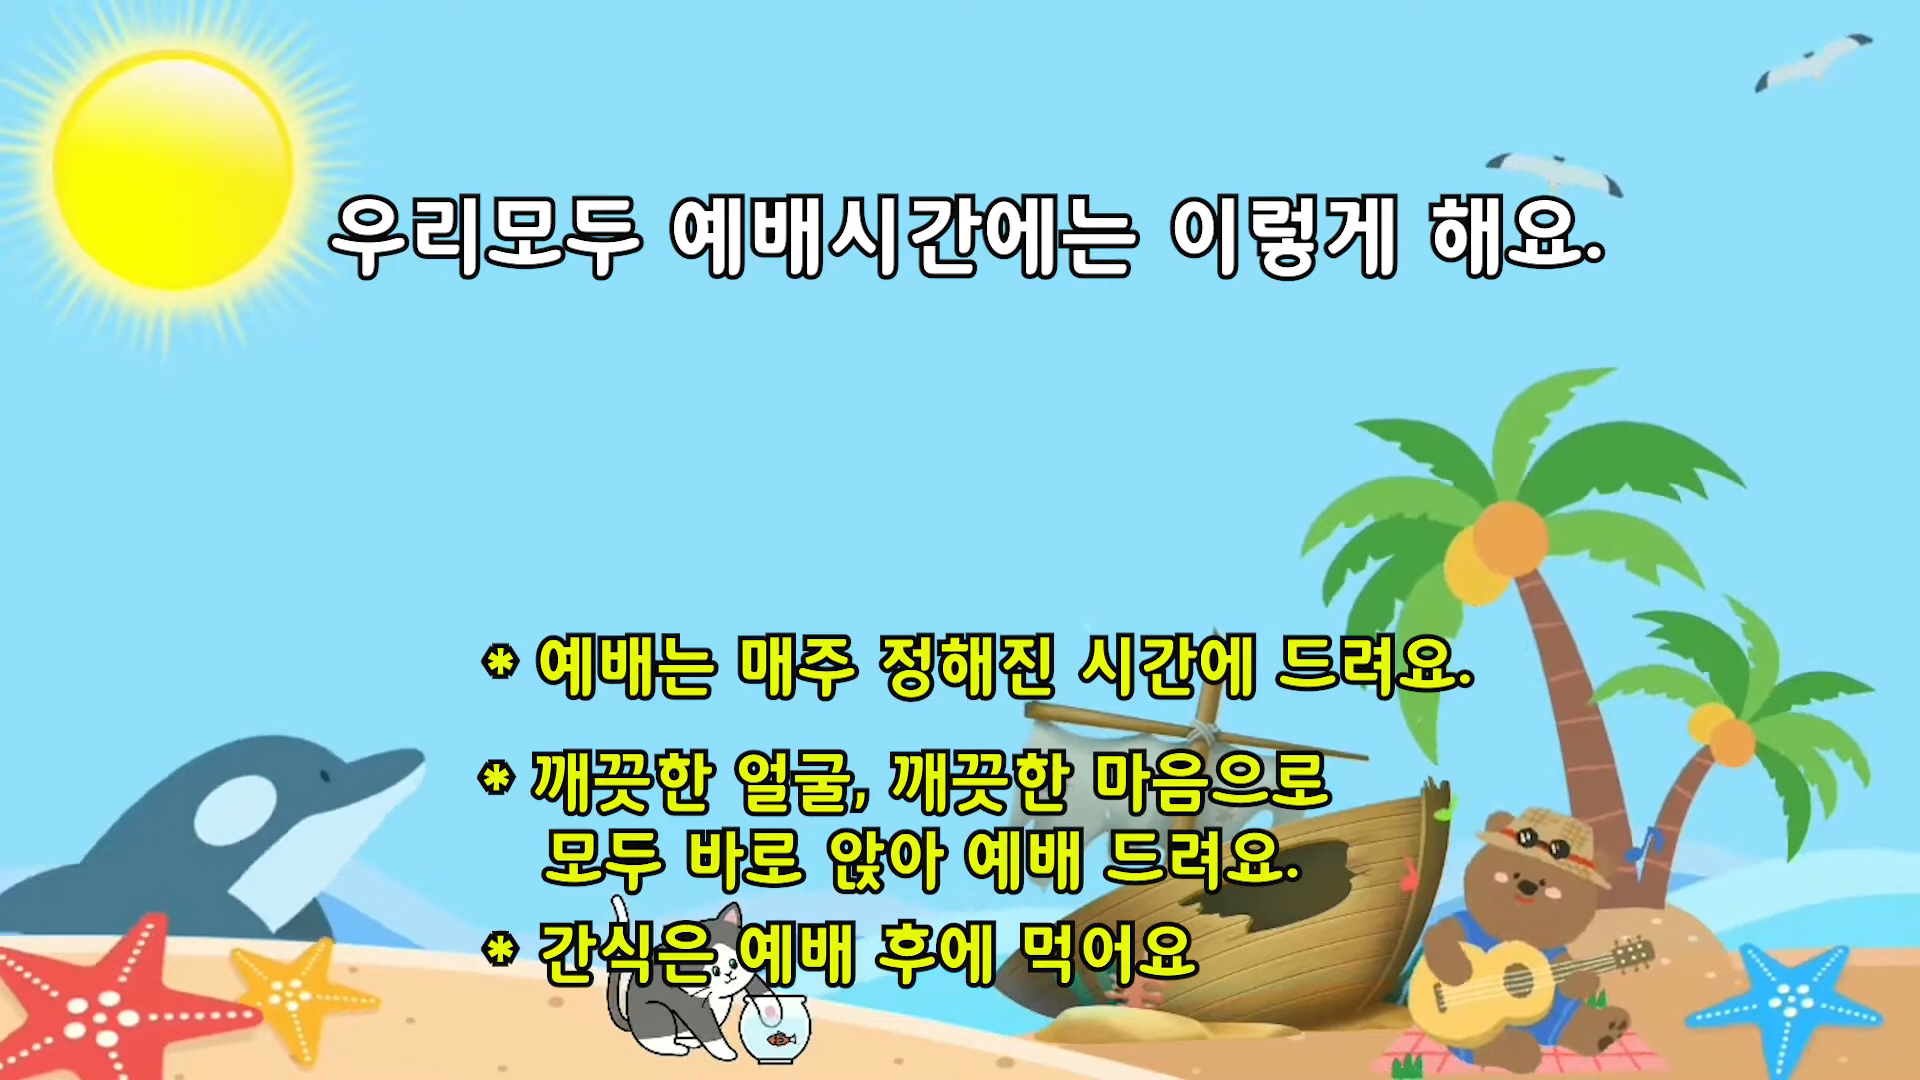 우리모두 예배시간에는 이렇게 해요.
* 예배는 매주 정해진 시간에 드려요.
* 깨끗한 얼굴, 깨끗한 마음으로
모두 바로 앉아 예배 드려요.
* 간식은 예배 후에 먹어요